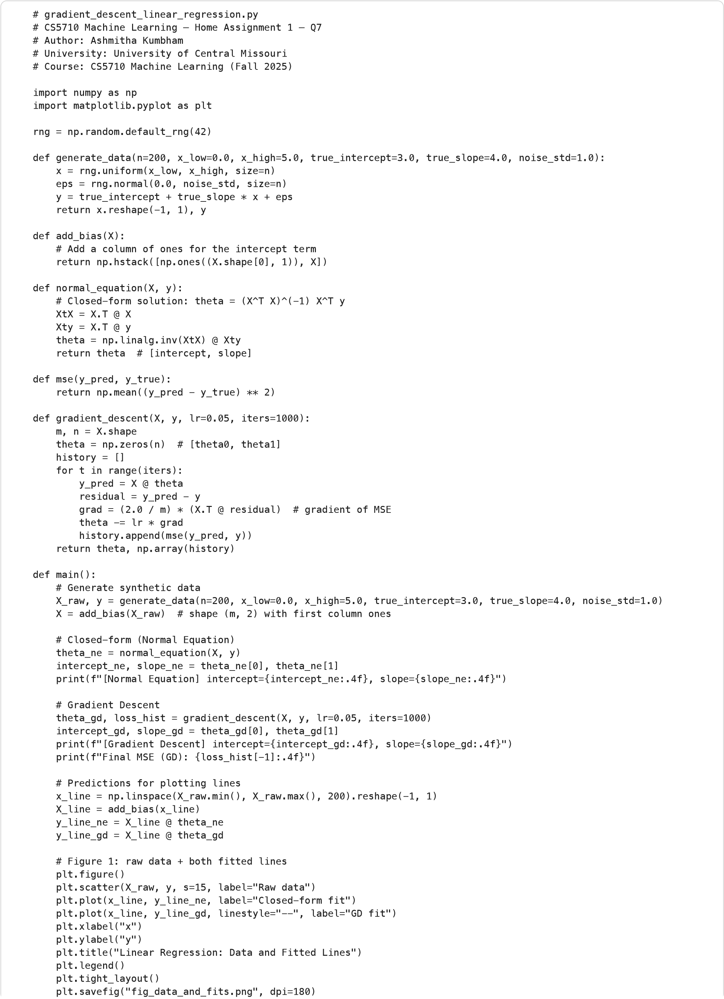 # gradient_descent_linear_regression.py
# CS5710 Machine Learning — Home Assignment 1 — Q7
# Author: Ashmitha Kumbham
# University: University of Central Missouri
# Course: CS5710 Machine Learning (Fall 2025)

import numpy as np
import matplotlib.pyplot as plt

rng = np.random.default_rng(42)

def generate_data(n=200, x_low=0.0, x_high=5.0, true_intercept=3.0, true_slope=4.0, noise_std=1.0):
    x = rng.uniform(x_low, x_high, size=n)
    eps = rng.normal(0.0, noise_std, size=n)
    y = true_intercept + true_slope * x + eps
    return x.reshape(-1, 1), y

def add_bias(X):
    # Add a column of ones for the intercept term
    return np.hstack([np.ones((X.shape[0], 1)), X])

def normal_equation(X, y):
    # Closed-form solution: theta = (X^T X)^(-1) X^T y
    XtX = X.T @ X
    Xty = X.T @ y
    theta = np.linalg.inv(XtX) @ Xty
    return theta  # [intercept, slope]

def mse(y_pred, y_true):
    return np.mean((y_pred - y_true) ** 2)

def gradient_descent(X, y, lr=0.05, iters=1000):
    m, n = X.shape
    theta = np.zeros(n)  # [theta0, theta1]
    history = []
    for t in range(iters):
        y_pred = X @ theta
        residual = y_pred - y
        grad = (2.0 / m) * (X.T @ residual)  # gradient of MSE
        theta -= lr * grad
        history.append(mse(y_pred, y))
    return theta, np.array(history)

def main():
    # Generate synthetic data
    X_raw, y = generate_data(n=200, x_low=0.0, x_high=5.0, true_intercept=3.0, true_slope=4.0, noise_std=1.0)
    X = add_bias(X_raw)  # shape (m, 2) with first column ones

    # Closed-form (Normal Equation)
    theta_ne = normal_equation(X, y)
    intercept_ne, slope_ne = theta_ne[0], theta_ne[1]
    print(f"[Normal Equation] intercept={intercept_ne:.4f}, slope={slope_ne:.4f}")

    # Gradient Descent
    theta_gd, loss_hist = gradient_descent(X, y, lr=0.05, iters=1000)
    intercept_gd, slope_gd = theta_gd[0], theta_gd[1]
    print(f"[Gradient Descent] intercept={intercept_gd:.4f}, slope={slope_gd:.4f}")
    print(f"Final MSE (GD): {loss_hist[-1]:.4f}")

    # Predictions for plotting lines
    x_line = np.linspace(X_raw.min(), X_raw.max(), 200).reshape(-1, 1)
    X_line = add_bias(x_line)
    y_line_ne = X_line @ theta_ne
    y_line_gd = X_line @ theta_gd

    # Figure 1: raw data + both fitted lines
    plt.figure()
    plt.scatter(X_raw, y, s=15, label="Raw data")
    plt.plot(x_line, y_line_ne, label="Closed-form fit")
    plt.plot(x_line, y_line_gd, linestyle="--", label="GD fit")
    plt.xlabel("x")
    plt.ylabel("y")
    plt.title("Linear Regression: Data and Fitted Lines")
    plt.legend()
    plt.tight_layout()
    plt.savefig("fig_data_and_fits.png", dpi=180)